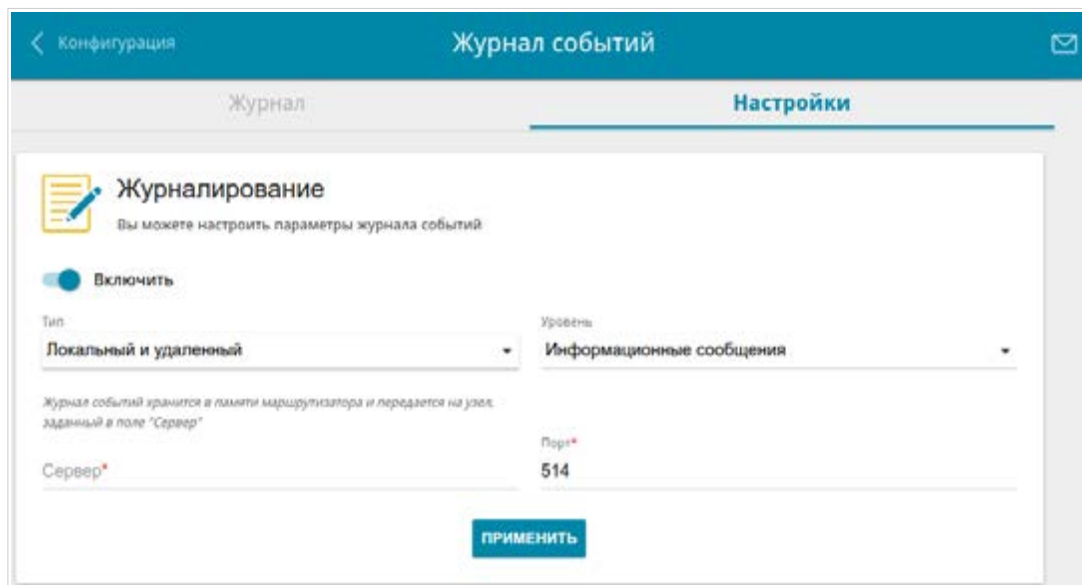 Конфигурация
Журнал событий
Журнал
Настройки
Журналирование
Вы можете настроить параметры журнала событий
Включить
Тип
Уровень
Локальный и удаленный
Информационные сообщения
Журнал событий хранится в памяти маршрутизатора и передается на узел,
заданный в поле "Сервер"
Порт*
Сервер*
514
ПРИМЕНИТЬ